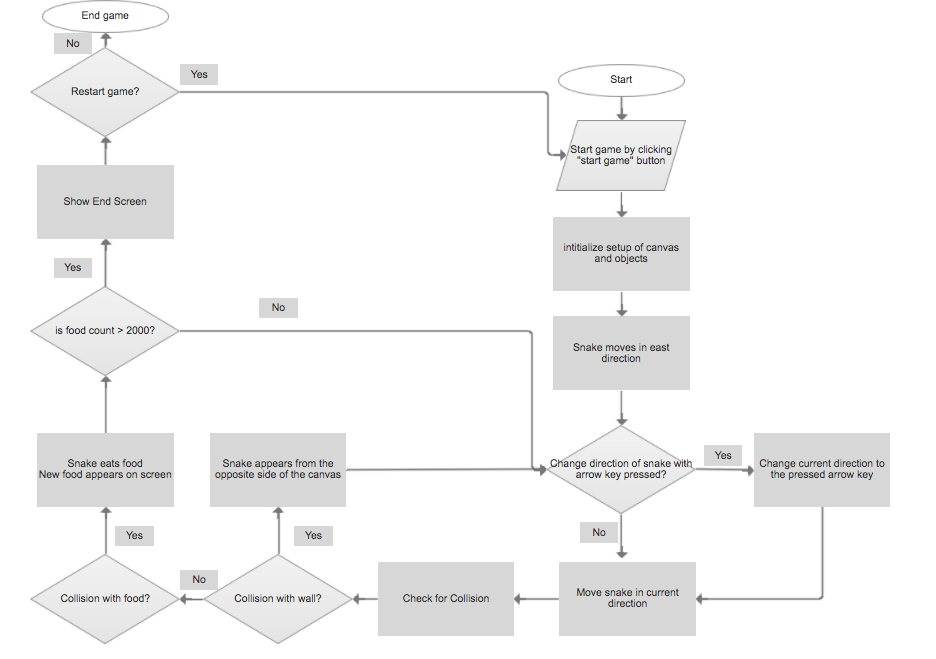 End game
No
Restart game?
Yes
Start
Start game by clicking
"start game" button
Show End Screen
intitialize setup of canvas
and objects
Yes
No
is food count > 2000?
Snake moves in east
direction
Snake eats food
New food appears on screen
Snake appears from the
opposite side of the canvas
Change direction of snake with
arrow key pressed?
Yes
Change current direction to
the pressed arrow key
Yes
Yes
No
Collision with food?
No
Collision with wall?
Check for Collision
Move snake in current
direction